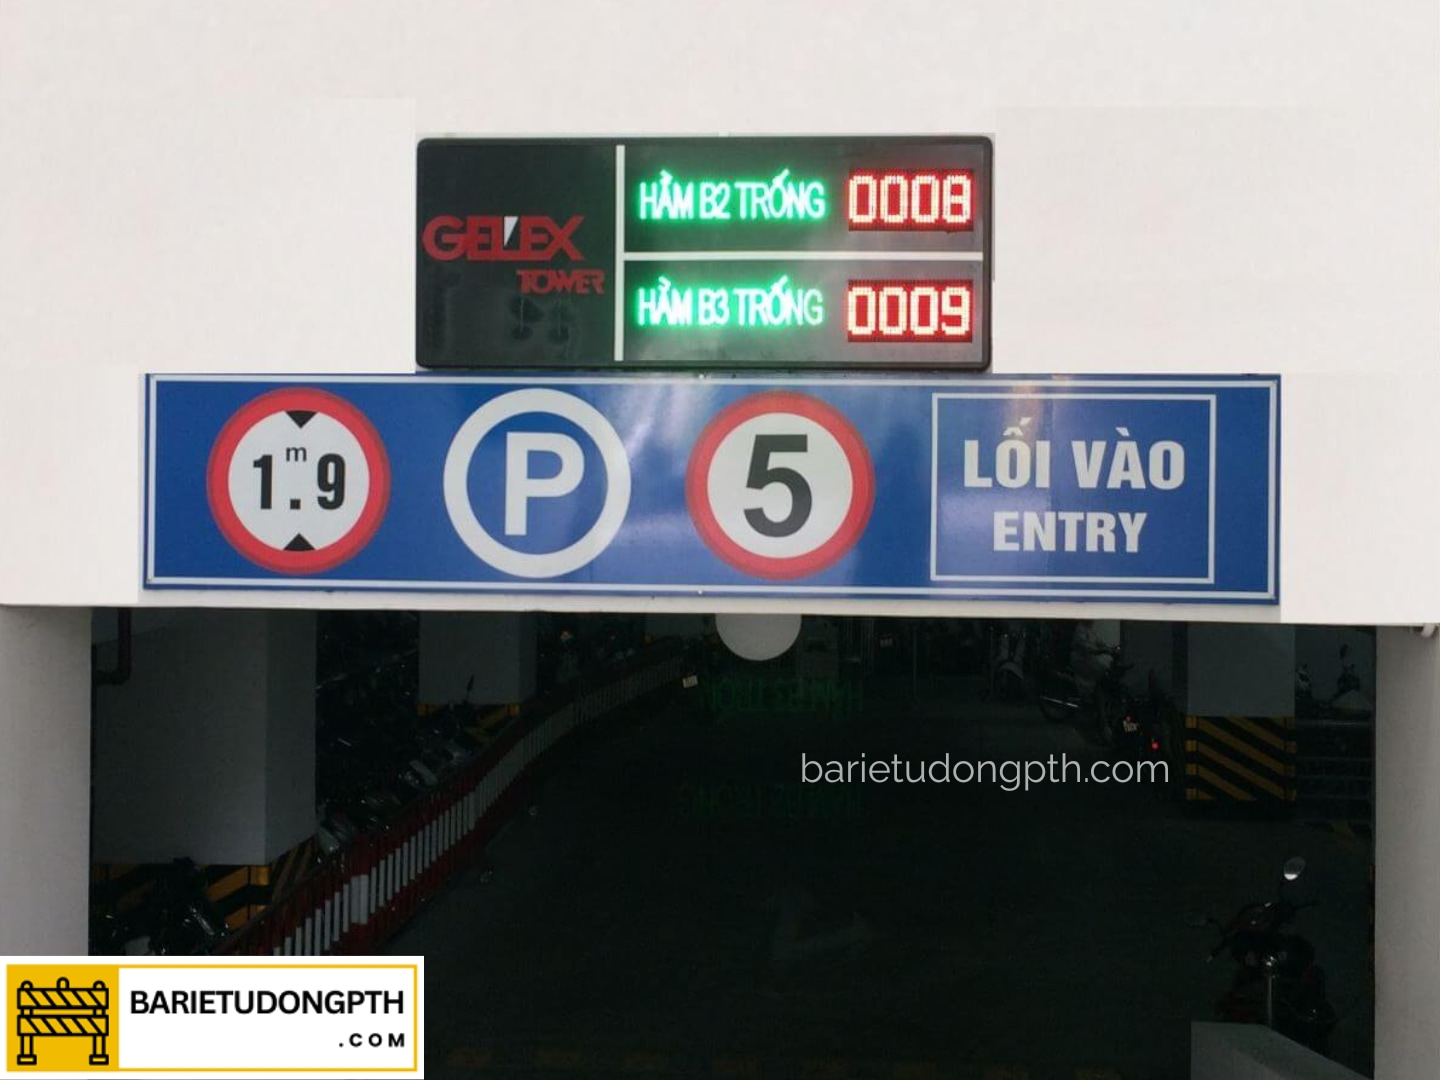 GELEX
TOWER
HẦM B2 TRỐNG 0008
HẦM B3 TRỐNG 0009
1.9 m
P
5
LỐI VÀO
ENTRY
barietudongpth.com
BARIETUDONGPTH
.COM